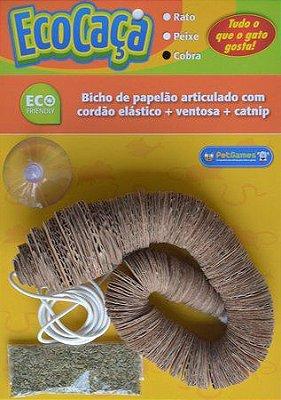 EcoCaça
Rato
Peixe
Cobra
Tudo o
que o gato
gosta!
ECO
FRIENDLY
Bicho de papelão articulado com
cordão elástico + ventosa + catnip
PetGames